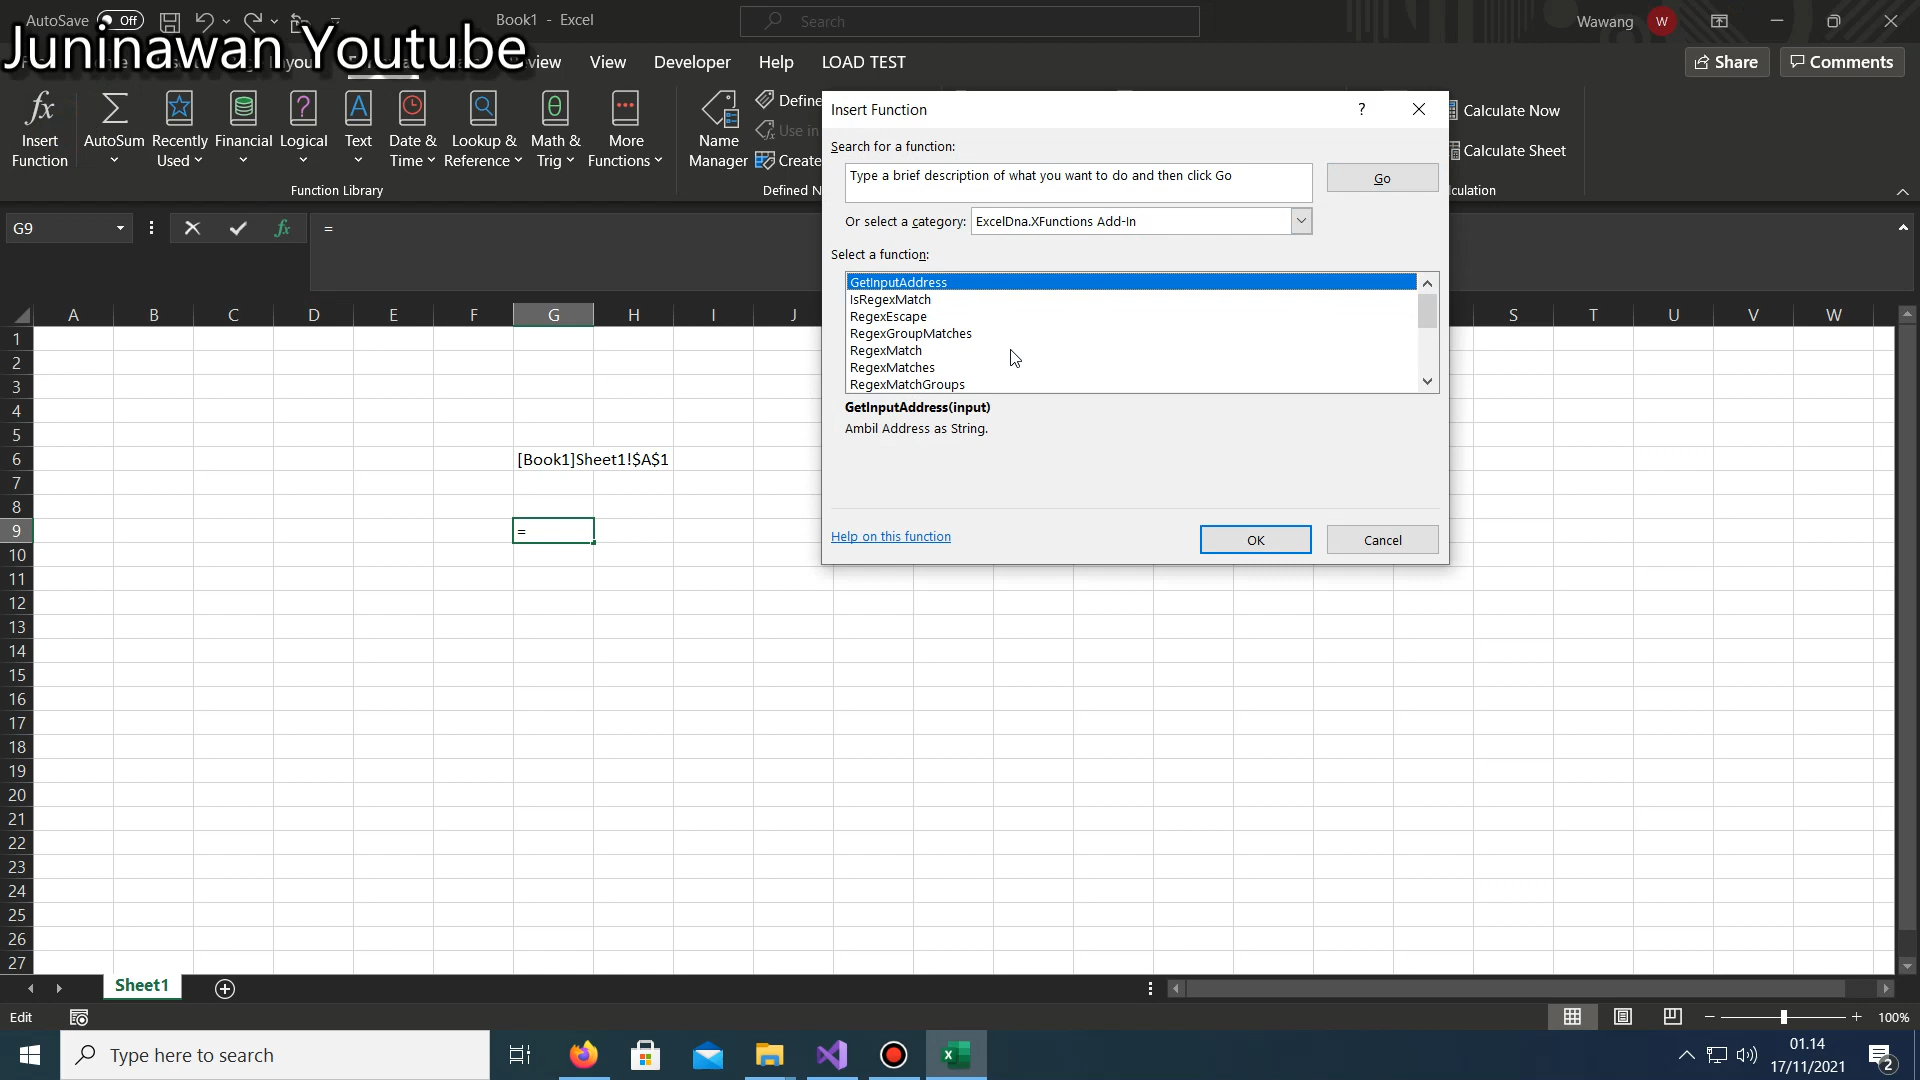 AutoSave Off
Book1 - Excel
Search
Wawang W
Juninawan Youtube
View
Developer
Help
LOAD TEST
Share
Comments
Insert Function
AutoSum
Recently Used
Financial
Logical
Text
Date & Time
Lookup & Reference
Math & Trig
More Functions
Name Manager
Define
Use in
Create
Calculate Now
Calculate Sheet
Function Library
Defined N
culation
G9
fx
=
A B C D E F G H I J S T U V W
1
2
3
4
5
6 [Book1]Sheet1!$A$1
7
8
9 =
10
11
12
13
14
15
16
17
18
19
20
21
22
23
24
25
26
27
Insert Function
?
Search for a function:
Type a brief description of what you want to do and then click Go
Go
Or select a category: ExcelDna.XFunctions Add-In
Select a function:
GetInputAddress
IsRegexMatch
RegexEscape
RegexGroupMatches
RegexMatch
RegexMatches
RegexMatchGroups
GetInputAddress(input)
Ambil Address as String.
Help on this function
OK
Cancel
Sheet1
Edit
100%
Type here to search
01.14
17/11/2021
2